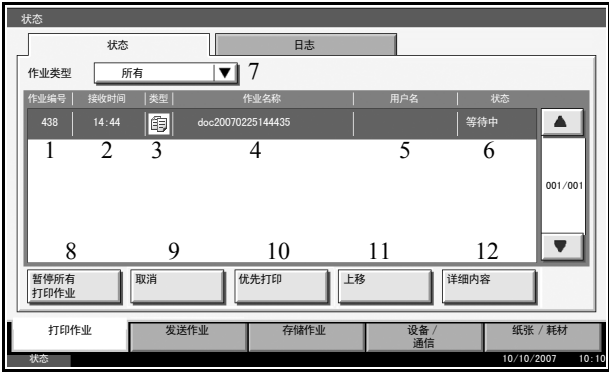 状态
状态 日志
作业类型 所有 7
作业编号 接收时间 类型 作业名称 用户名 状态
438 14:44 doc20070225144435 等待中
1 2 3 4 5 6
001/001
8 9 10 11 12
暂停所有 取消 优先打印 上移 详细内容
打印作业
打印作业 发送作业 存储作业 设备 / 纸张 / 耗材
通信
状态 10/10/2007 10:10